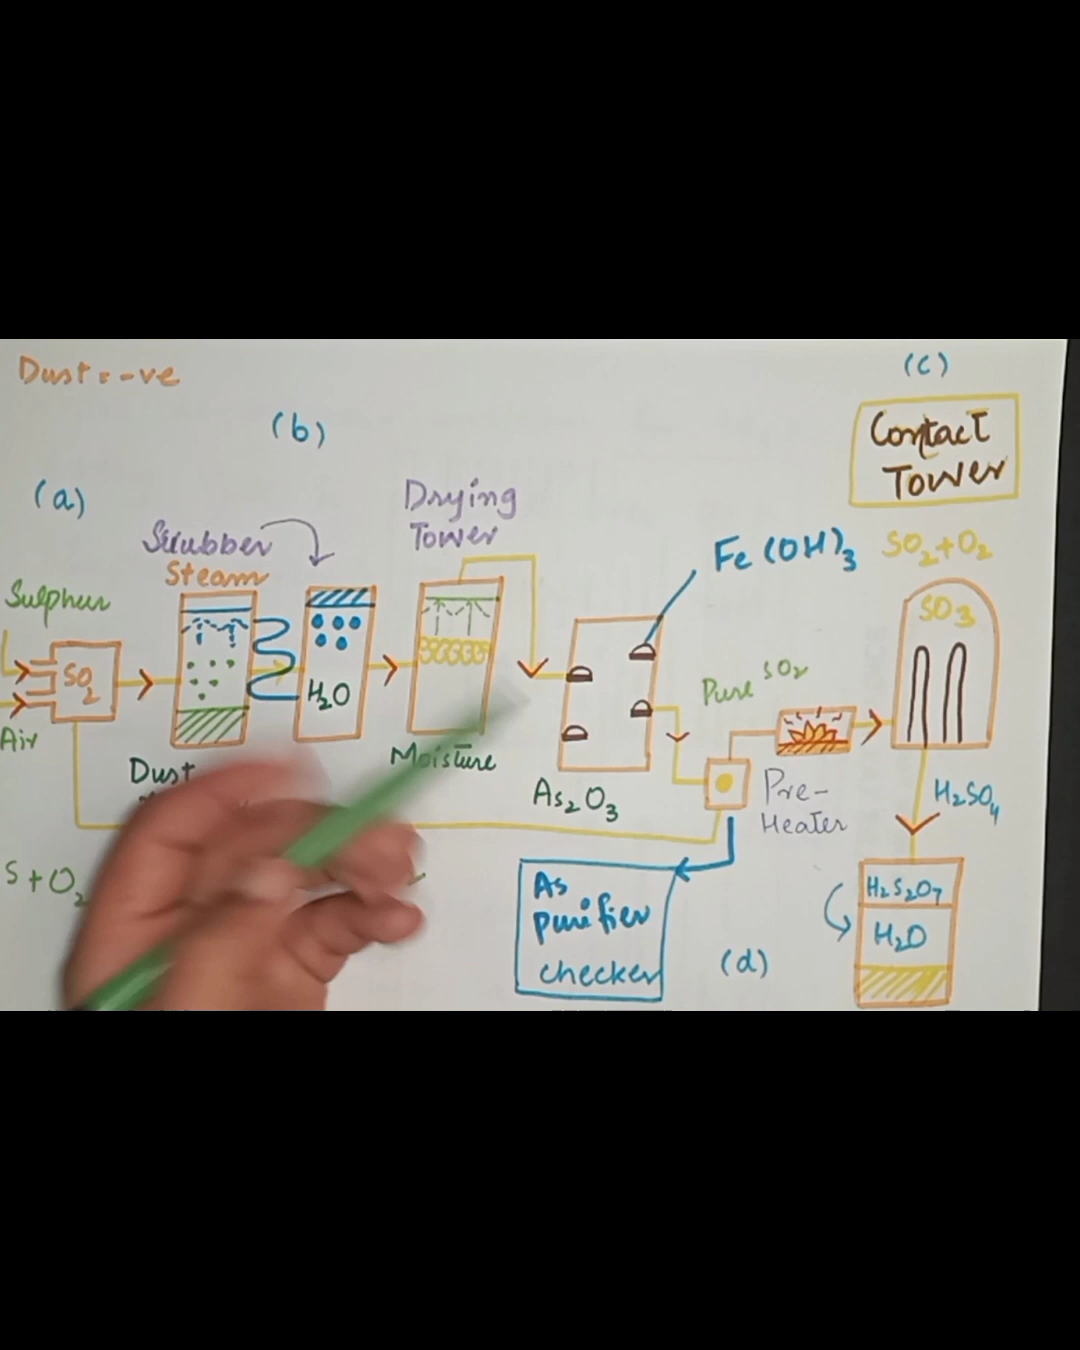 Dust = -ve
(c)
Contact
Tower
(b)
(a)
Drying
Tower
Scrubber
Steam
Sulphur
Fe(OH)3
SO2+O2
SO3
SO2
H2O
Pure SO2
Air
Dust
Moisture
As2O3
Pre-
Heater
H2SO4
S+O2
As
purifier
checker
(d)
H2S2O7
H2O